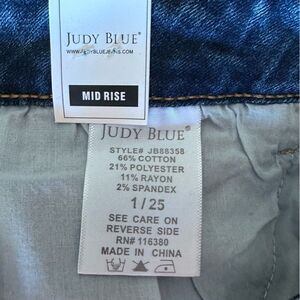 JUDY BLUE®
WWW.JUDYBLUEJEANS.COM
MID RISE
JUDY BLUE®
STYLE# JB88358
66% COTTON
21% POLYESTER
11% RAYON
2% SPANDEX
1/25
SEE CARE ON
REVERSE SIDE
RN# 116380
MADE IN CHINA